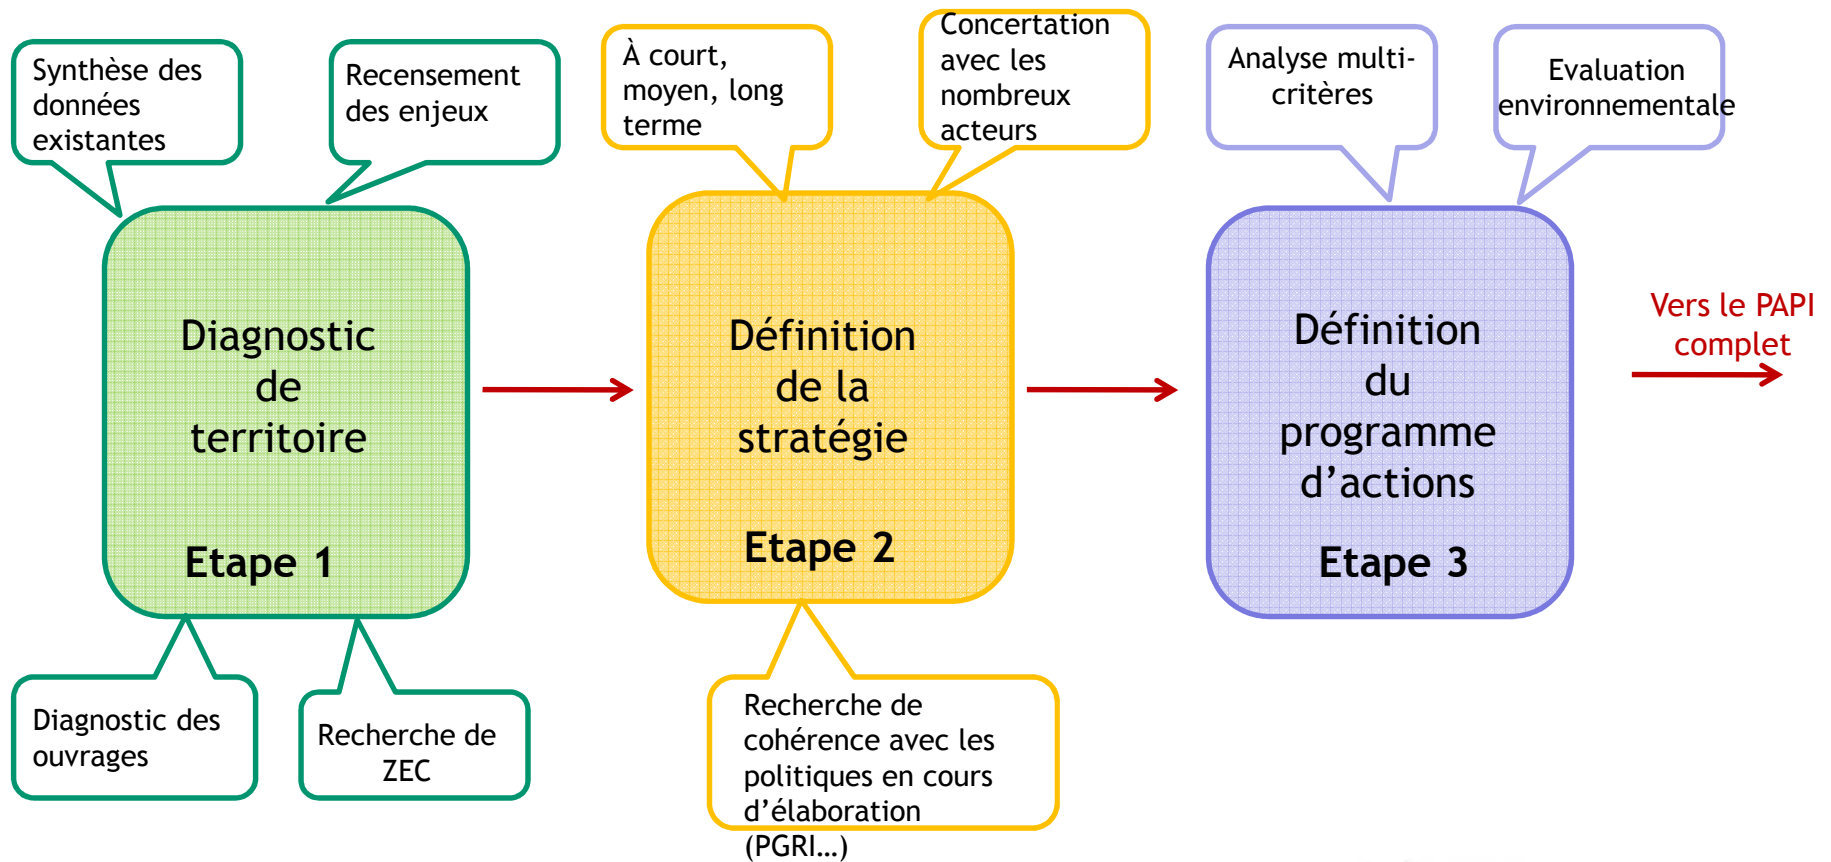 Synthèse des
données
existantes
Recensement
des enjeux
À court,
moyen, long
terme
Concertation
avec les
nombreux
acteurs
Analyse multi-
critères
Evaluation
environnementale
Diagnostic
de
territoire
Etape 1
Définition
de la
stratégie
Etape 2
Définition
du
programme
d’actions
Etape 3
Vers le PAPI
complet
Diagnostic des
ouvrages
Recherche de
ZEC
Recherche de
cohérence avec les
politiques en cours
d’élaboration
(PGRI…)